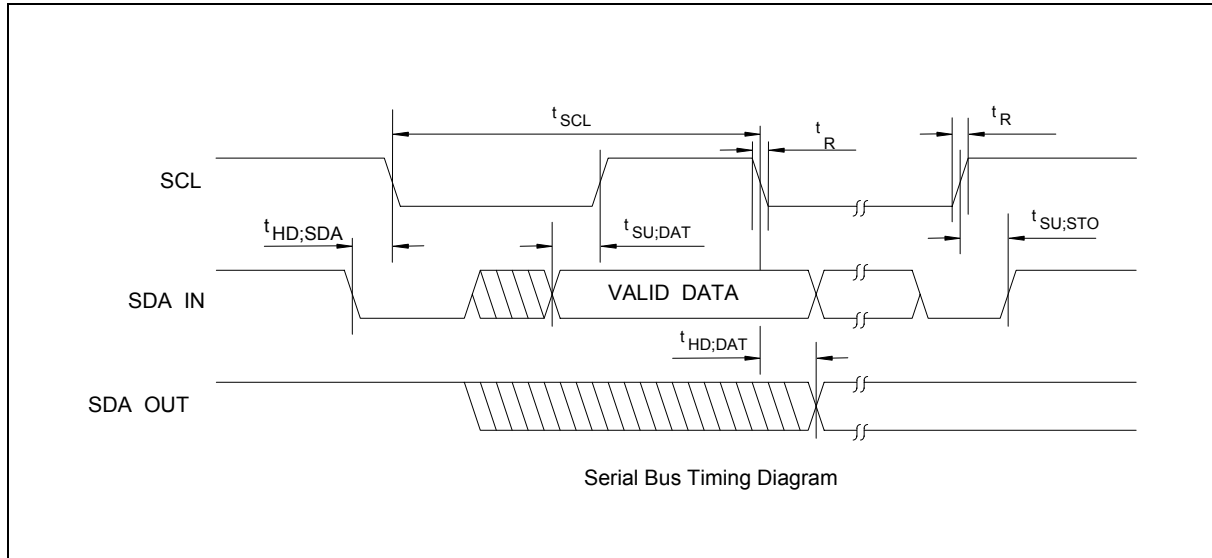 t SCL
t R
t R
SCL
t HD;SDA
t SU;DAT
t SU;STO
SDA IN
VALID DATA
t HD;DAT
SDA OUT
Serial Bus Timing Diagram